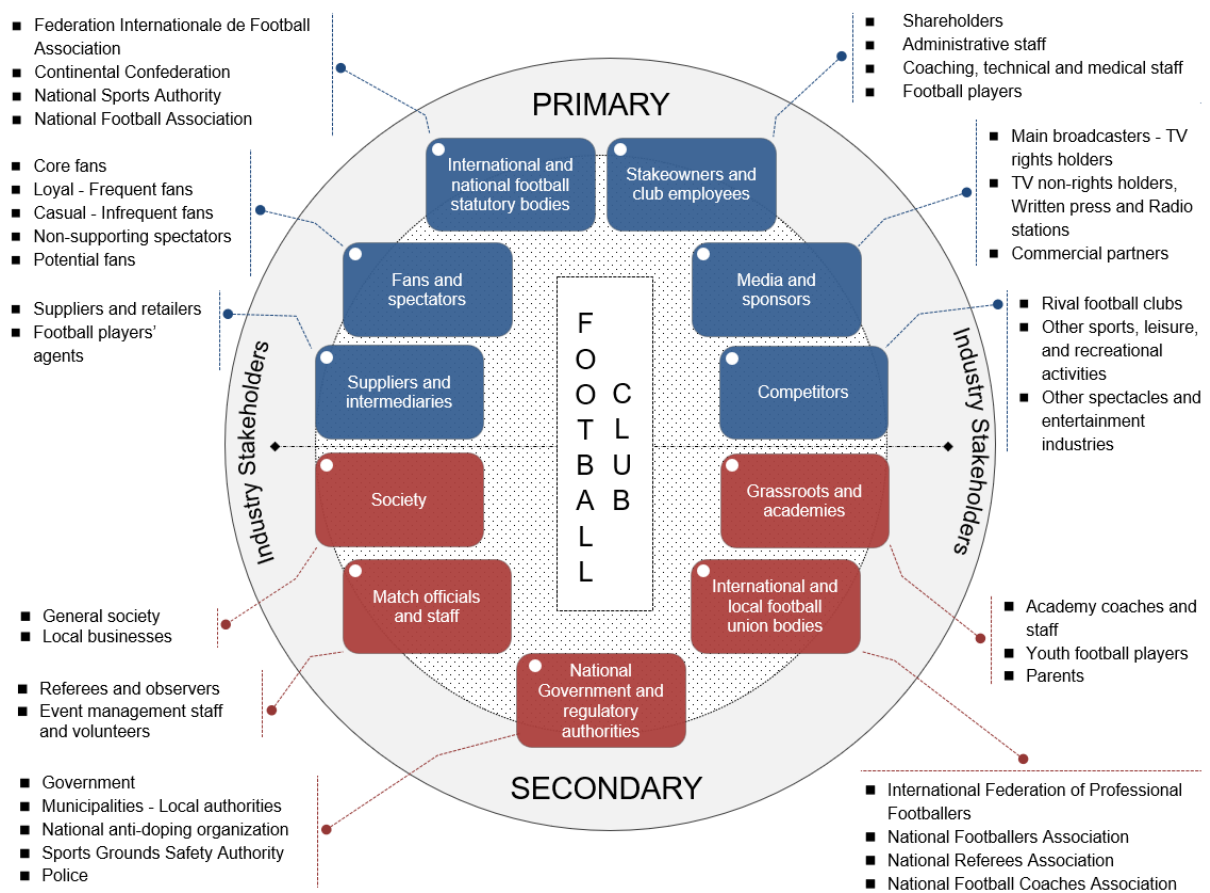 ■ Federation Internationale de Football
Association
■ Continental Confederation
■ National Sports Authority
■ National Football Association
■ Shareholders
■ Administrative staff
■ Coaching, technical and medical staff
■ Football players
PRIMARY
International and
national football
statutory bodies
Stakeowners and
club employees
■ Core fans
■ Loyal - Frequent fans
■ Casual - Infrequent fans
■ Non-supporting spectators
■ Potential fans
■ Main broadcasters - TV
rights holders
■ TV non-rights holders,
Written press and Radio
stations
■ Commercial partners
Fans and
spectators
Media and
sponsors
■ Suppliers and retailers
■ Football players’
agents
■ Rival football clubs
■ Other sports, leisure,
and recreational
activities
■ Other spectacles and
entertainment
industries
Suppliers and
intermediaries
Competitors
FOOTBALL
CLUB
Industry Stakeholders
Industry Stakeholders
Society
Grassroots and
academies
Match officials
and staff
International and
local football
union bodies
National
Government and
regulatory
authorities
■ General society
■ Local businesses
■ Academy coaches and
staff
■ Youth football players
■ Parents
■ Referees and observers
■ Event management staff
and volunteers
SECONDARY
■ Government
■ Municipalities - Local authorities
■ National anti-doping organization
■ Sports Grounds Safety Authority
■ Police
■ International Federation of Professional
Footballers
■ National Footballers Association
■ National Referees Association
■ National Football Coaches Association